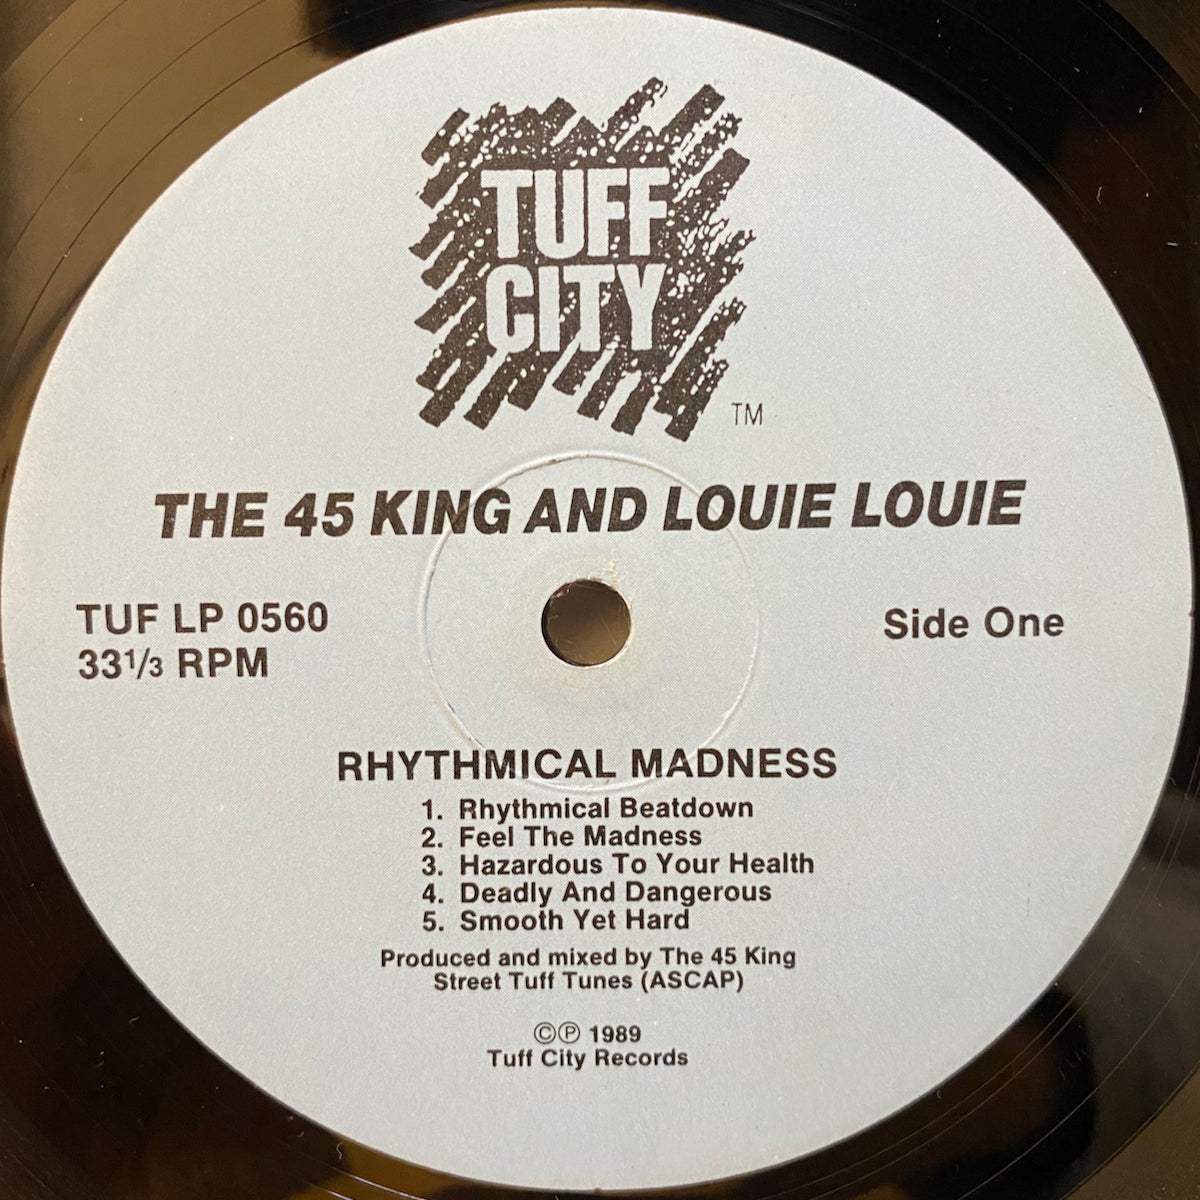 TUFF
CITY
TM
THE 45 KING AND LOUIE LOUIE
TUF LP 0560
33 1/3 RPM
Side One
RHYTHMICAL MADNESS
1. Rhythmical Beatdown
2. Feel The Madness
3. Hazardous To Your Health
4. Deadly And Dangerous
5. Smooth Yet Hard
Produced and mixed by The 45 King
Street Tuff Tunes (ASCAP)
©℗ 1989
Tuff City Records